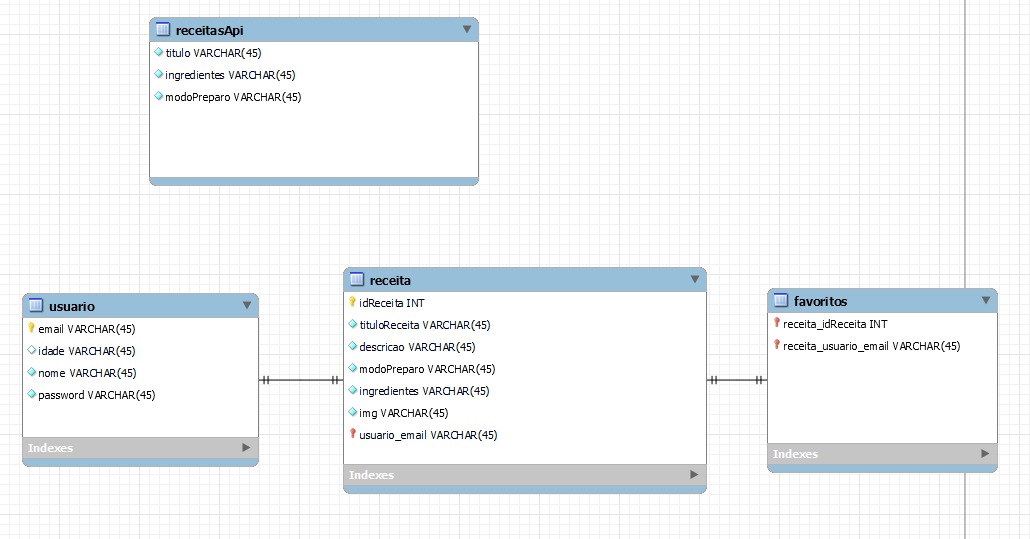 receitasApi
titulo VARCHAR(45)
ingredientes VARCHAR(45)
modoPreparo VARCHAR(45)
usuario
email VARCHAR(45)
idade VARCHAR(45)
nome VARCHAR(45)
password VARCHAR(45)
Indexes
receita
idReceita INT
tituloReceita VARCHAR(45)
descricao VARCHAR(45)
modoPreparo VARCHAR(45)
ingredientes VARCHAR(45)
img VARCHAR(45)
usuario_email VARCHAR(45)
Indexes
favoritos
receita_idReceita INT
receita_usuario_email VARCHAR(45)
Indexes